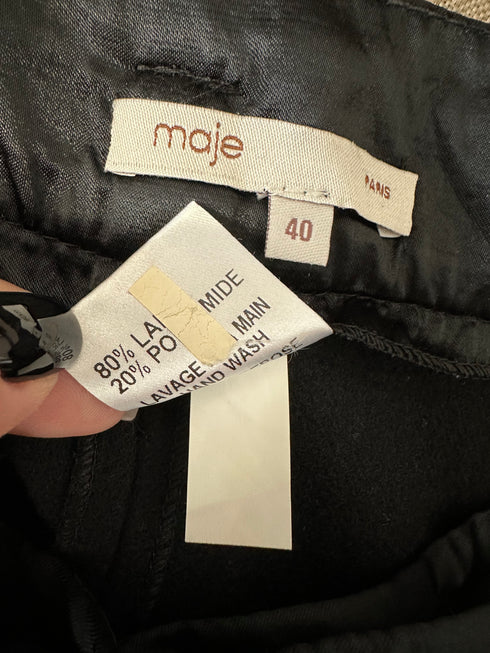 maje
PARIS
40
80% LA MIDE
20% PO
LAVAGE MAIN
HAND WASH